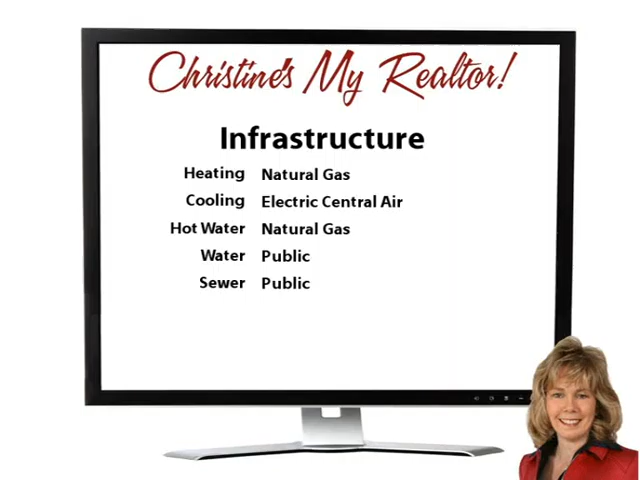 Christine's My Realtor!
Infrastructure
Heating Natural Gas
Cooling Electric Central Air
Hot Water Natural Gas
Water Public
Sewer Public